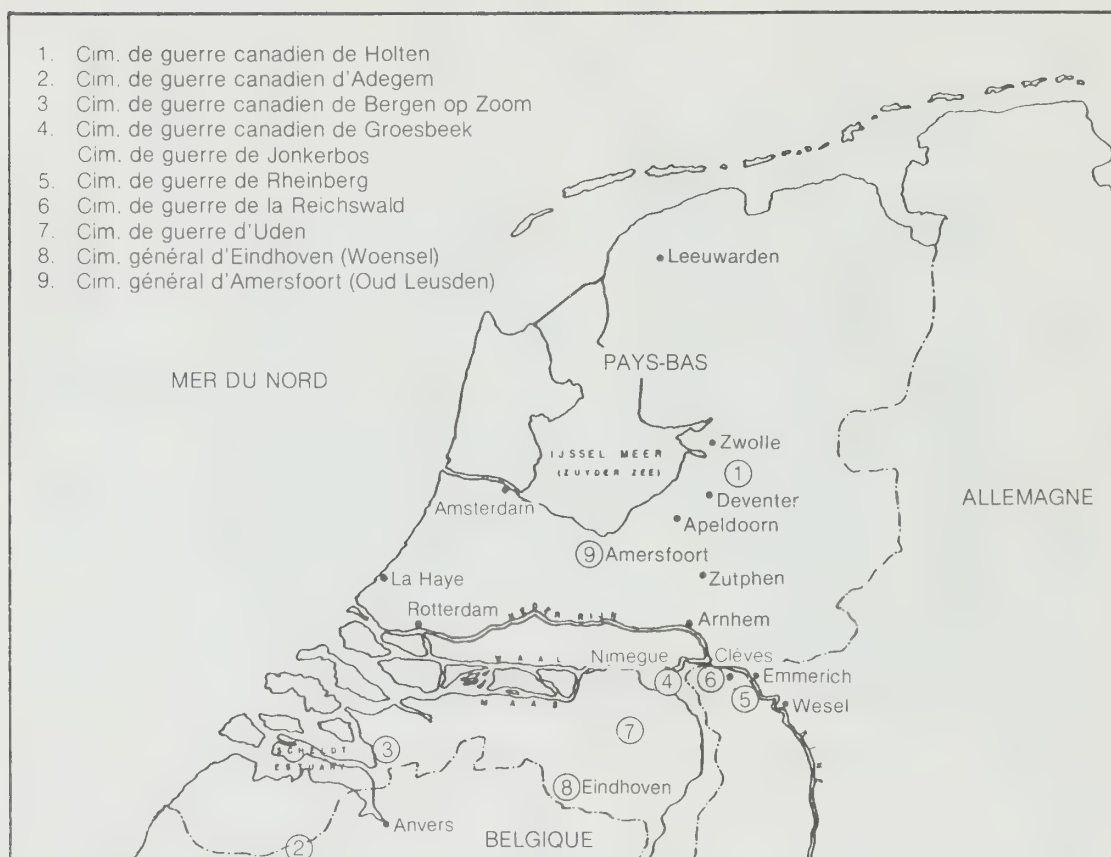 1. Cim. de guerre canadien de Holten
2. Cim. de guerre canadien d'Adegem
3 Cim. de guerre canadien de Bergen op Zoom
4. Cim. de guerre canadien de Groesbeek
Cim. de guerre de Jonkerbos
5. Cim. de guerre de Rheinberg
6 Cim. de guerre de la Reichswald
7. Cim. de guerre d'Uden
8. Cim. général d'Eindhoven (Woensel)
9. Cim. général d'Amersfoort (Oud Leusden)
Leeuwarden
PAYS-BAS
MER DU NORD
Zwolle
IJSSEL MEER
(ZUYDER ZEE)
1
ALLEMAGNE
Deventer
Amsterdam
Apeldoorn
9 Amersfoort
La Haye
Zutphen
Rotterdam
NEDER RIJN
Arnhem
WAAL
Nimegue
Clèves
4
6
Emmerich
5
MAAS
Wesel
7
3
SCHELDT
ESTUARY
8 Eindhoven
Anvers
BELGIQUE
2